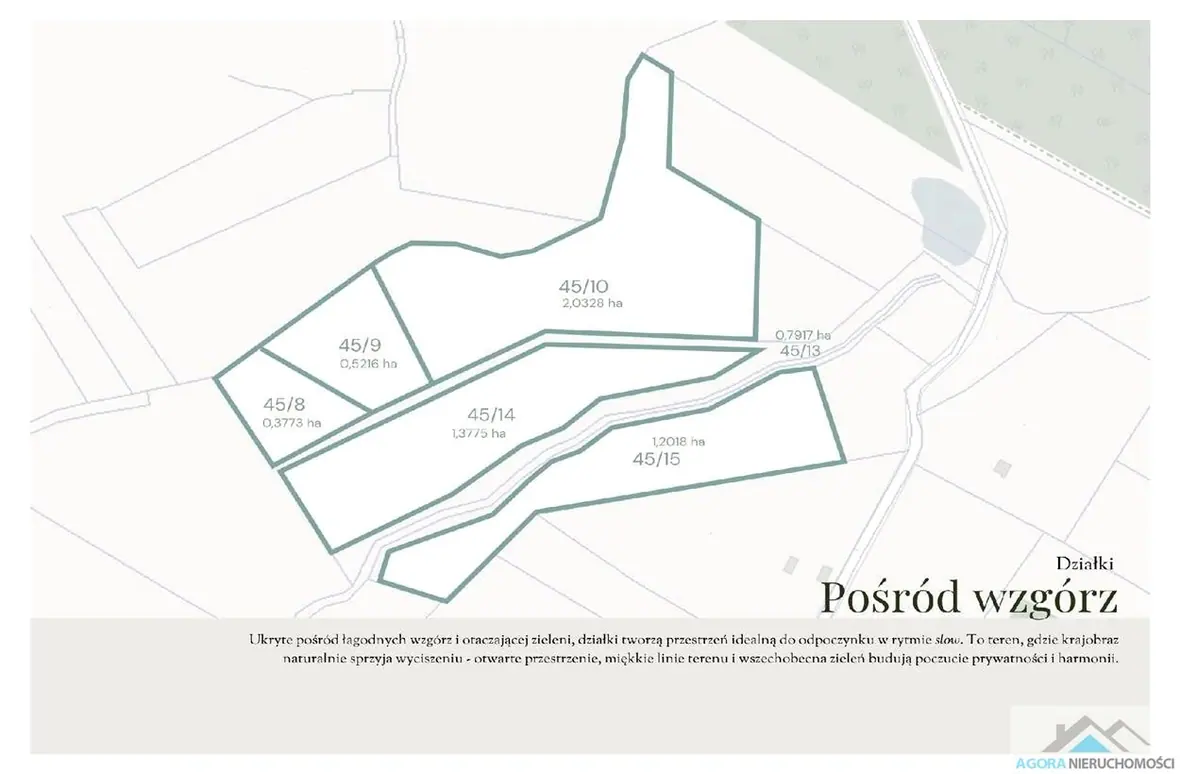 45/10
2,0328 ha
0,7917 ha
45/13
45/9
0,5216 ha
45/8
0,3773 ha
45/14
1,3775 ha
1,2018 ha
45/15
Działki
Pośród wzgórz
Ukryte pośród łagodnych wzgórz i otaczającej zieleni, działki tworzą przestrzeń idealną do odpoczynku w rytmie slow. To teren, gdzie krajobraz
naturalnie sprzyja wyciszeniu - otwarte przestrzenie, miękkie linie terenu i wszechobecna zieleń budują poczucie prywatności i harmonii.
AGORA NIERUCHOMOŚCI